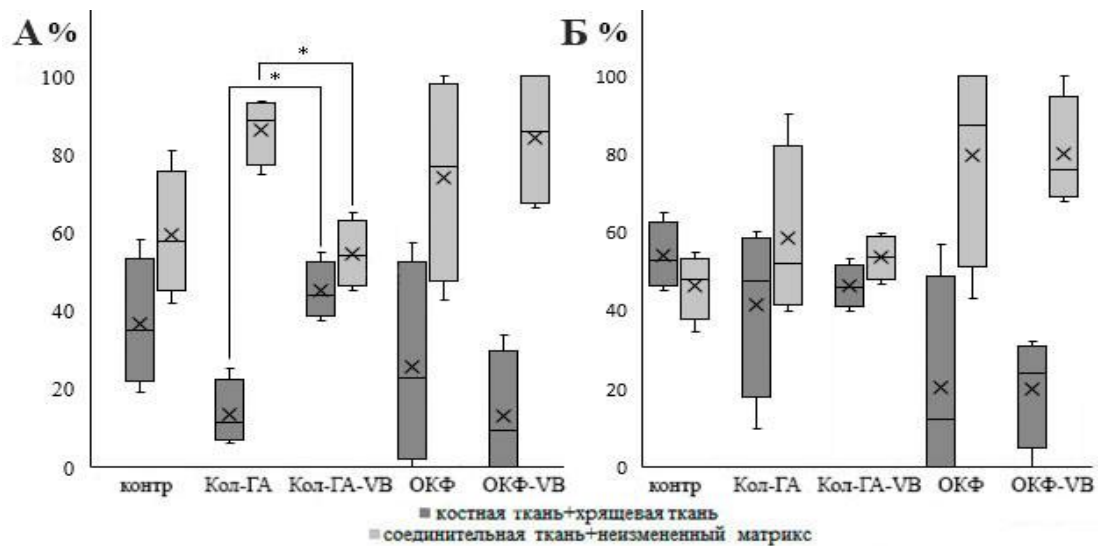 А % Б %
* *
100 100
80 80
60 60
40 40
20 20
0 0
контр Кол-ГА Кол-ГА-VB ОКФ ОКФ-VB контр Кол-ГА Кол-ГА-VB ОКФ ОКФ-VB
костная ткань+хрящевая ткань
соединительная ткань+неизмененный матрикс